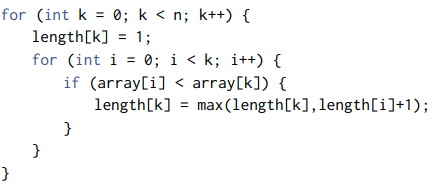 for (int k = 0; k < n; k++) {
    length[k] = 1;
    for (int i = 0; i < k; i++) {
        if (array[i] < array[k]) {
            length[k] = max(length[k],length[i]+1);
        }
    }
}